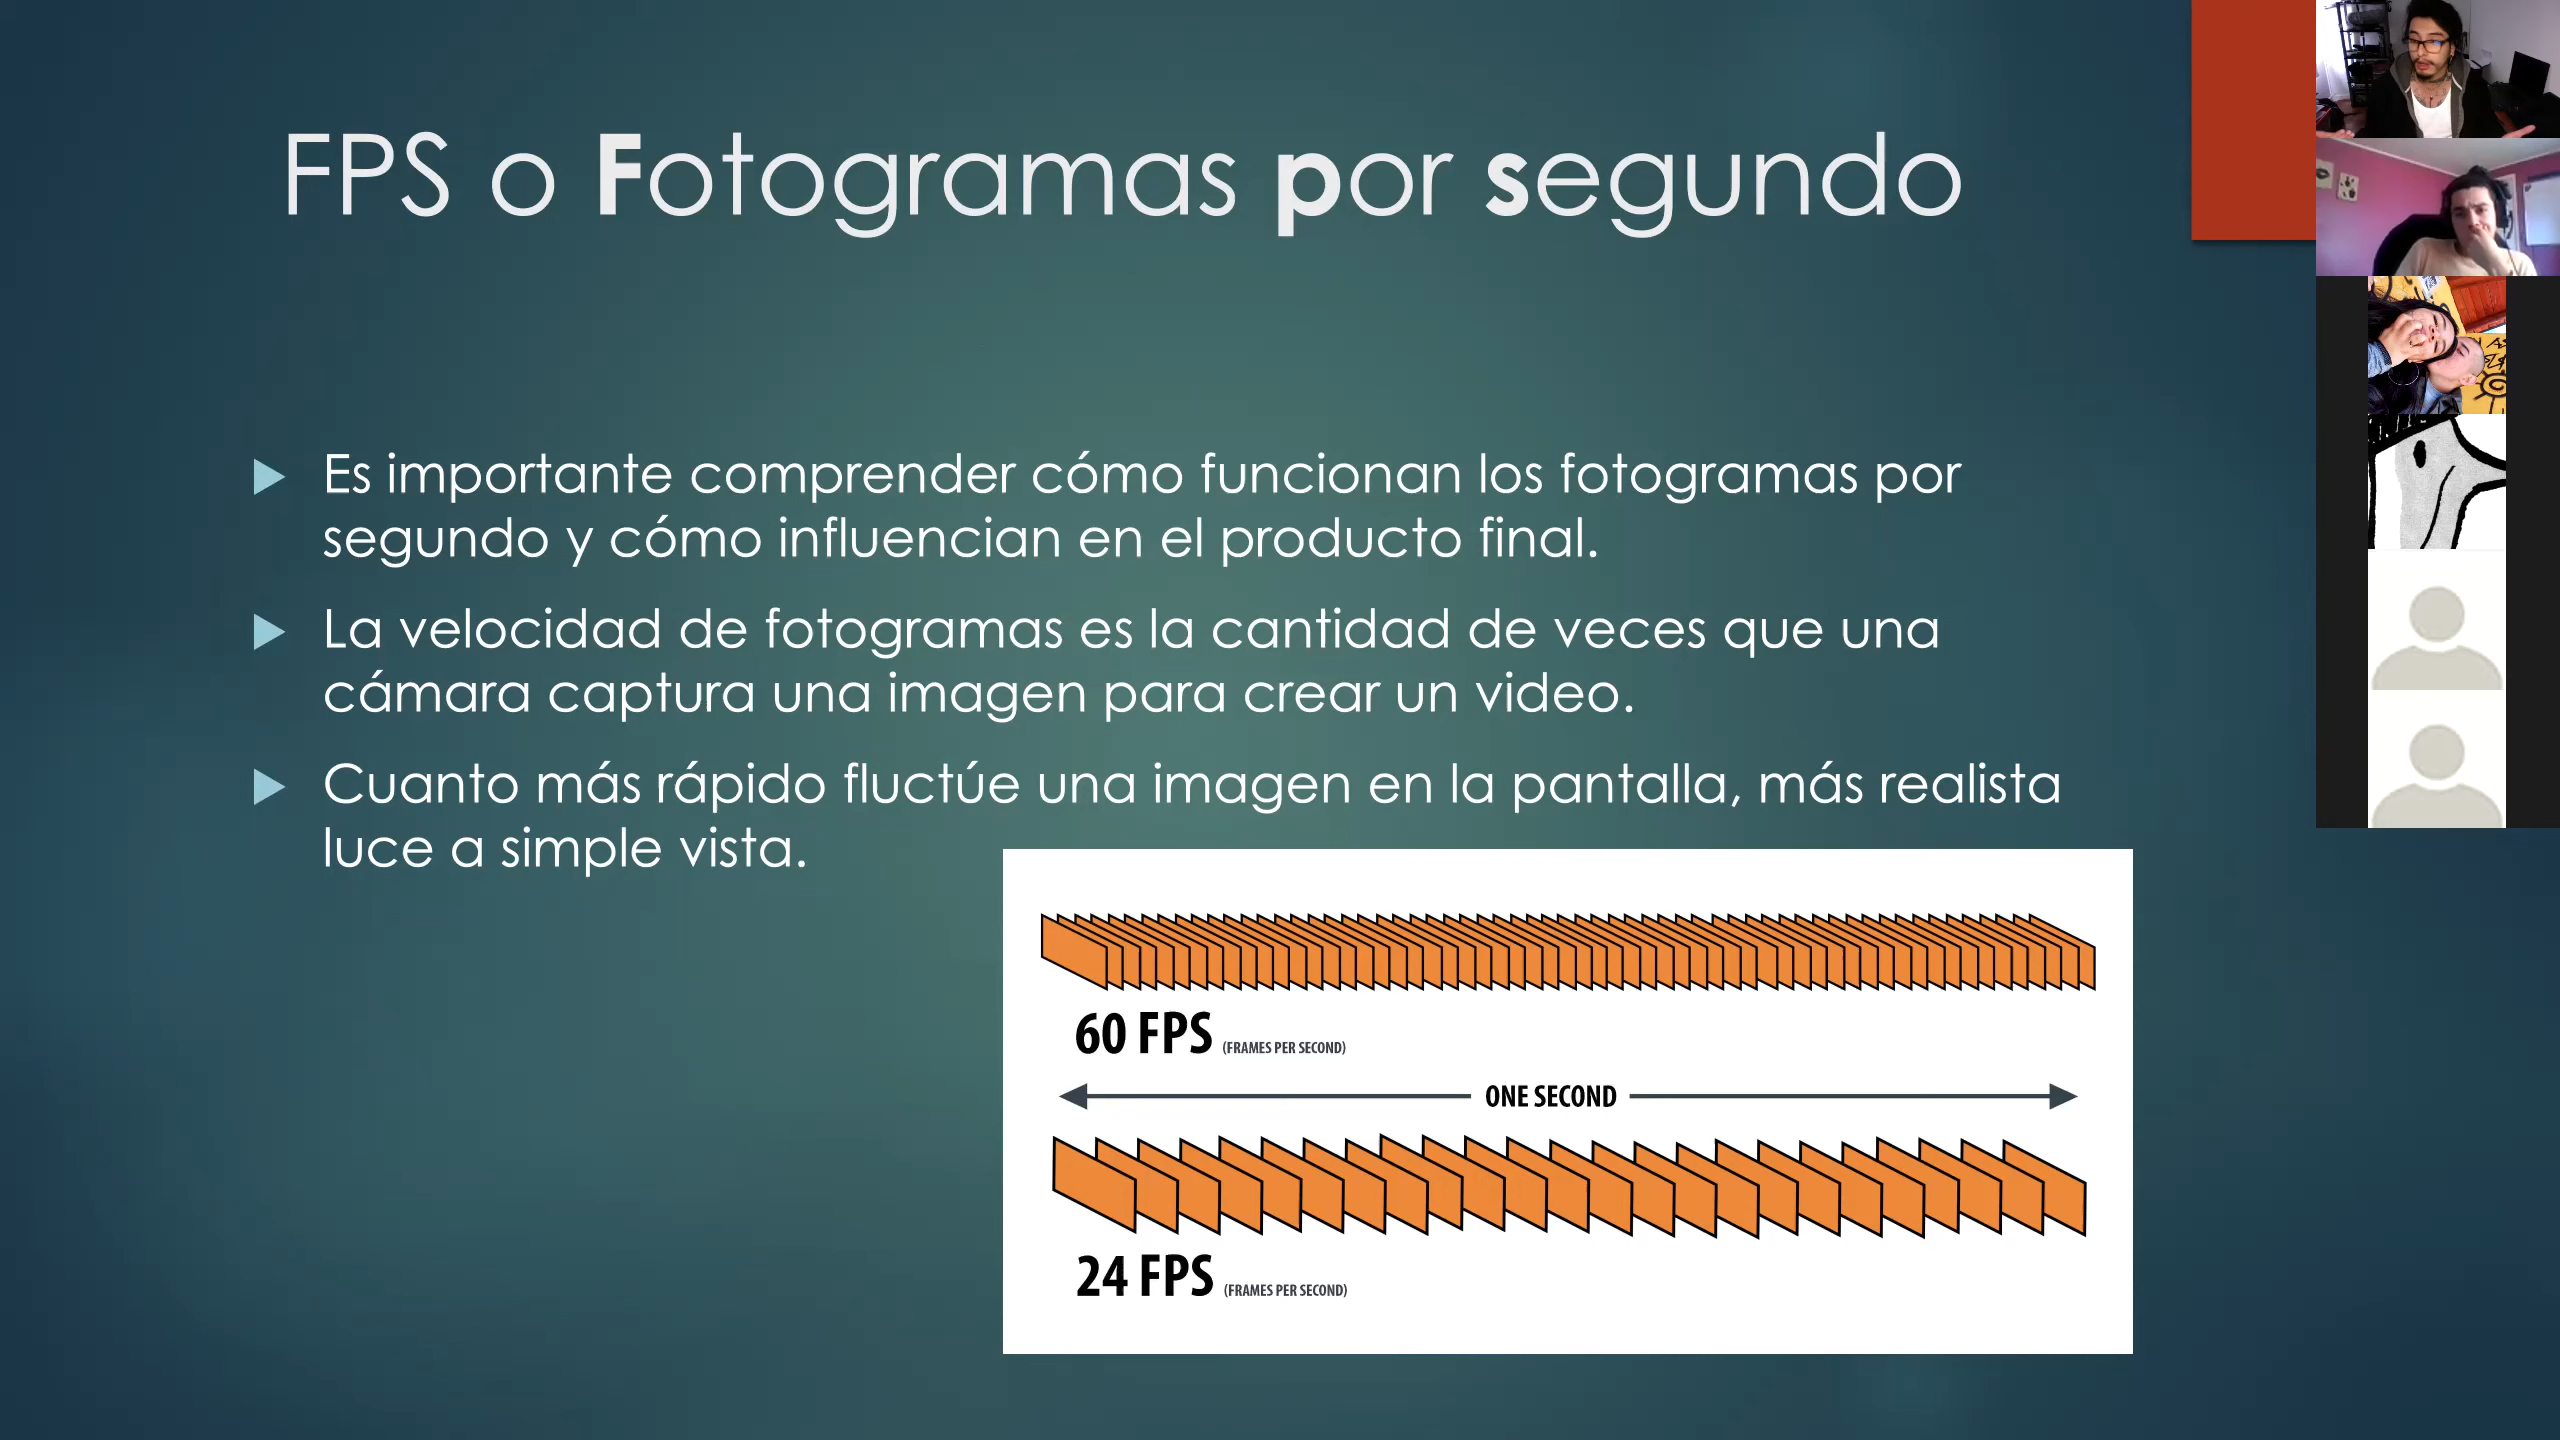 FPS o Fotogramas por segundo
Es importante comprender cómo funcionan los fotogramas por
segundo y cómo influencian en el producto final.
La velocidad de fotogramas es la cantidad de veces que una
cámara captura una imagen para crear un video.
Cuanto más rápido fluctúe una imagen en la pantalla, más realista
luce a simple vista.
60 FPS (FRAMES PER SECOND)
ONE SECOND
24 FPS (FRAMES PER SECOND)